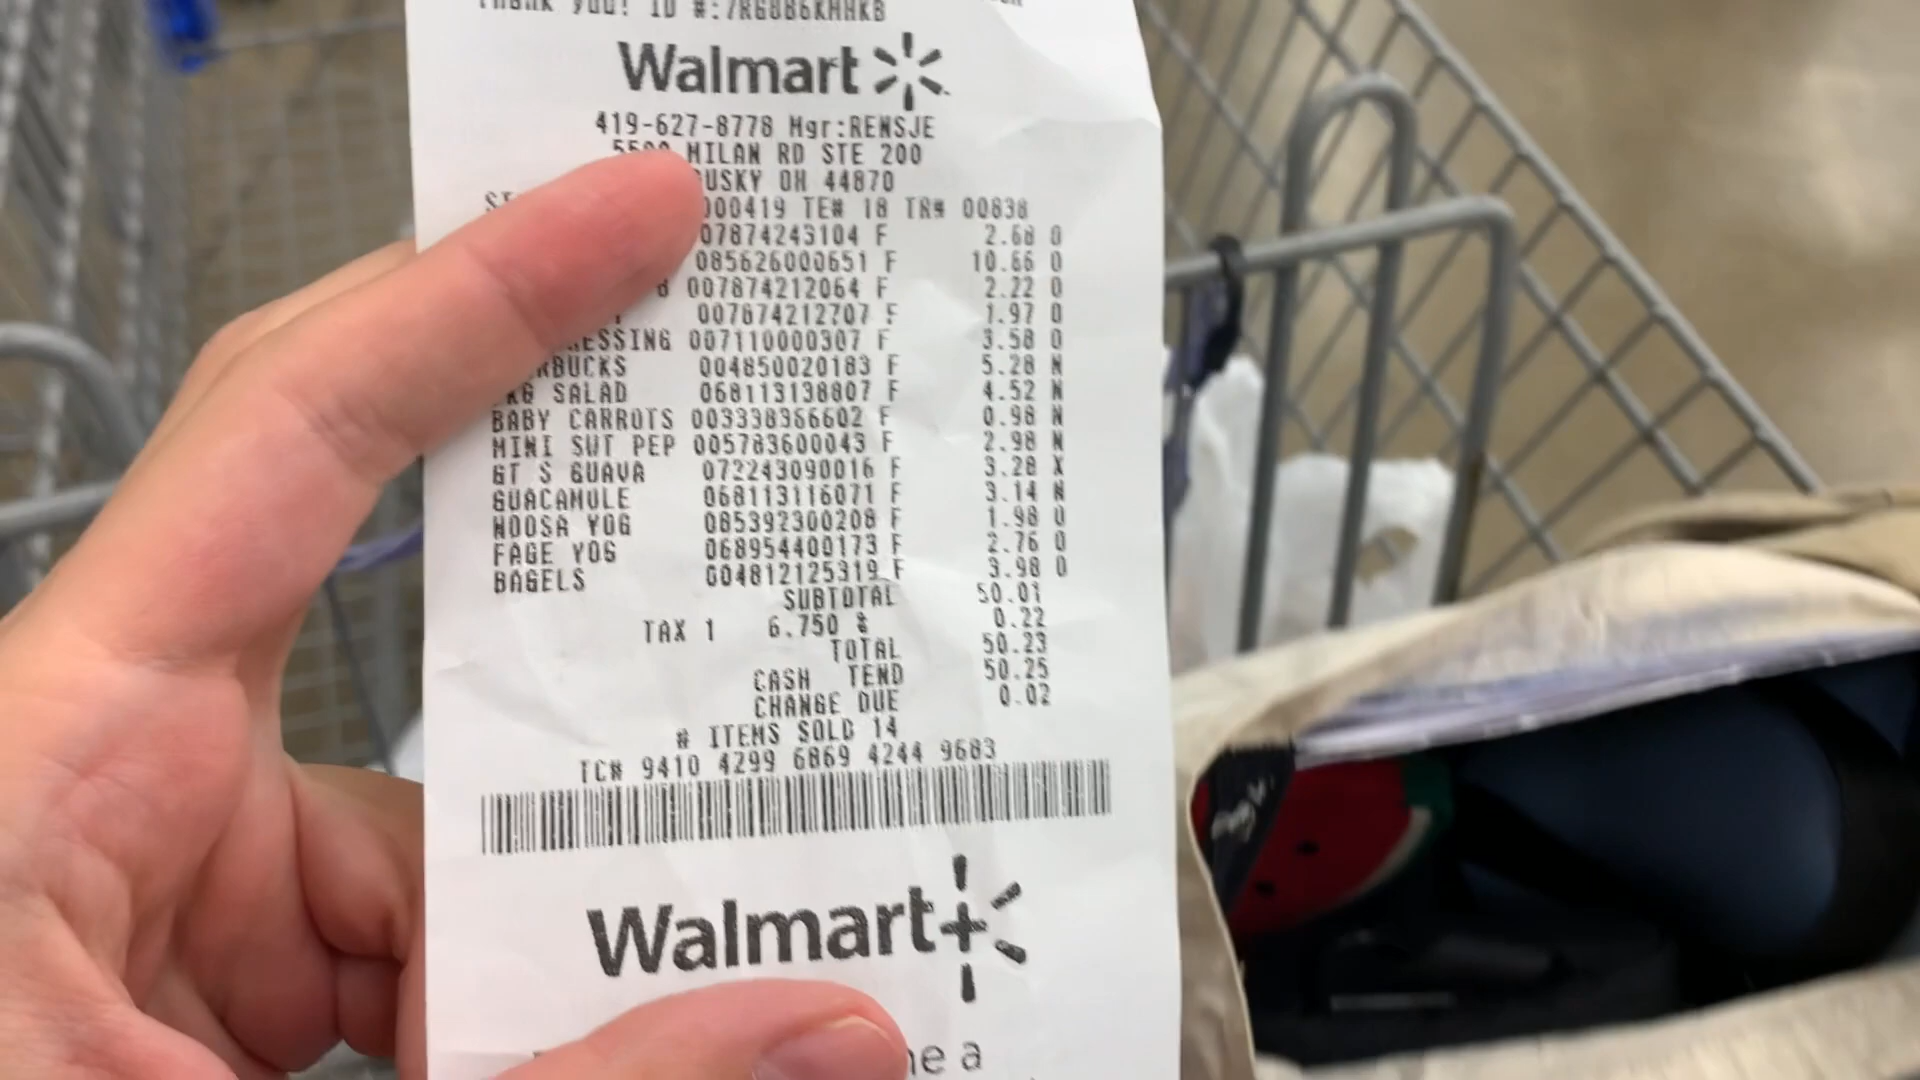 Walmart
419-627-8778 Mgr:RENSJE
MILAN RD STE 200
USKY OH 44870
000419 TE# 18 TR# 00838
07874243104 F 2.68 O
085626000651 F 10.66 O
007874212064 F 2.22 O
007874212707 F 1.97 O
ESSING 007110000307 F 3.58 O
RBUCKS 004850020183 F 5.28 N
KG SALAD 068113138807 F 4.52 N
BABY CARROTS 003338366602 F 0.98 N
MINI SWT PEP 005783600043 F 2.98 N
GT S GUAVA 072243090016 F 3.28 X
GUACAMOLE 068113116071 F 3.14 N
NOOSA YOG 085392300208 F 1.98 O
FAGE YOG 068954400173 F 2.76 O
BAGELS 004812125319 F 3.98 O
SUBTOTAL 50.01
TAX 1 6.750 % 0.22
TOTAL 50.23
CASH TEND 50.25
CHANGE DUE 0.02
# ITEMS SOLD 14
TC# 9410 4299 6869 4244 9683
Walmart+
a